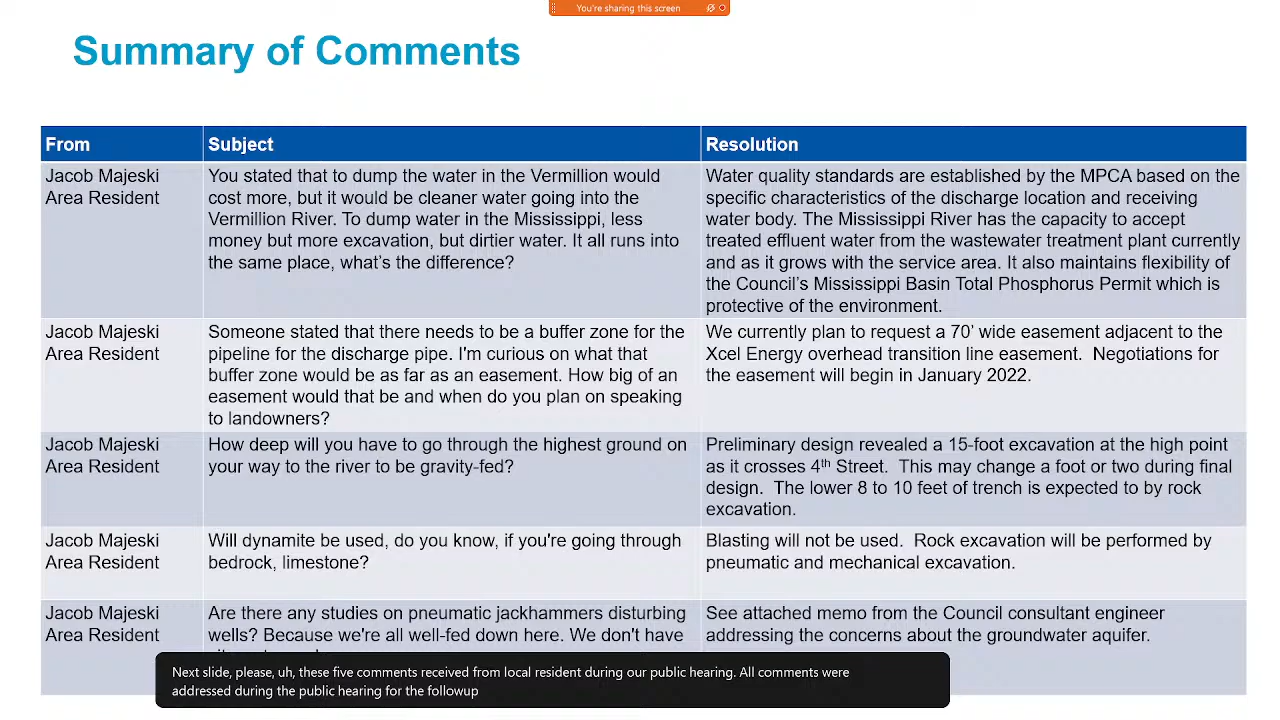 You're sharing this screen
Summary of Comments
From
Subject
Resolution
Jacob Majeski
Area Resident
You stated that to dump the water in the Vermillion would
cost more, but it would be cleaner water going into the
Vermillion River. To dump water in the Mississippi, less
money but more excavation, but dirtier water. It all runs into
the same place, what's the difference?
Water quality standards are established by the MPCA based on the
specific characteristics of the discharge location and receiving
water body. The Mississippi River has the capacity to accept
treated effluent water from the wastewater treatment plant currently
and as it grows with the service area. It also maintains flexibility of
the Council's Mississippi Basin Total Phosphorus Permit which is
protective of the environment.
Jacob Majeski
Area Resident
Someone stated that there needs to be a buffer zone for the
pipeline for the discharge pipe. I'm curious on what that
buffer zone would be as far as an easement. How big of an
easement would that be and when do you plan on speaking
to landowners?
We currently plan to request a 70' wide easement adjacent to the
Xcel Energy overhead transition line easement. Negotiations for
the easement will begin in January 2022.
Jacob Majeski
Area Resident
How deep will you have to go through the highest ground on
your way to the river to be gravity-fed?
Preliminary design revealed a 15-foot excavation at the high point
as it crosses 4th Street. This may change a foot or two during final
design. The lower 8 to 10 feet of trench is expected to by rock
excavation.
Jacob Majeski
Area Resident
Will dynamite be used, do you know, if you're going through
bedrock, limestone?
Blasting will not be used. Rock excavation will be performed by
pneumatic and mechanical excavation.
Jacob Majeski
Area Resident
Are there any studies on pneumatic jackhammers disturbing
wells? Because we're all well-fed down here. We don't have
See attached memo from the Council consultant engineer
addressing the concerns about the groundwater aquifer.
Next slide, please, uh, these five comments received from local resident during our public hearing. All comments were
addressed during the public hearing for the followup